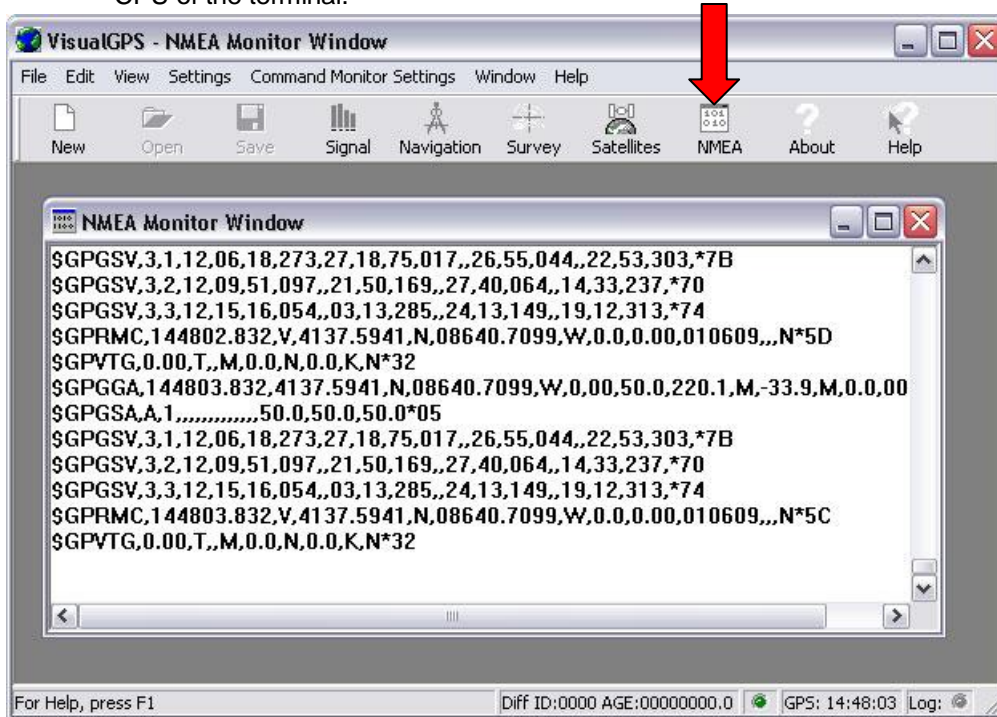 GPS of the terminal.
VisualGPS - NMEA Monitor Window
File Edit View Settings Command Monitor Settings Window Help
New Open Save Signal Navigation Survey Satellites NMEA About Help
NMEA Monitor Window
$GPGSV,3,1,12,06,18,273,27,18,75,017,,26,55,044,,22,53,303,*7B
$GPGSV,3,2,12,09,51,097,,21,50,169,,27,40,064,,14,33,237,*70
$GPGSV,3,3,12,15,16,054,,03,13,285,,24,13,149,,19,12,313,*74
$GPRMC,144802.832,V,4137.5941,N,08640.7099,W,0.0,0.00,010609,,,N*5D
$GPVTG,0.00,T,,M,0.0,N,0.0,K,N*32
$GPGGA,144803.832,4137.5941,N,08640.7099,W,0,00,50.0,220.1,M,-33.9,M,0.0,00
$GPGSA,A,1,,,,,,,,,,,,,50.0,50.0,50.0*05
$GPGSV,3,1,12,06,18,273,27,18,75,017,,26,55,044,,22,53,303,*7B
$GPGSV,3,2,12,09,51,097,,21,50,169,,27,40,064,,14,33,237,*70
$GPGSV,3,3,12,15,16,054,,03,13,285,,24,13,149,,19,12,313,*74
$GPRMC,144803.832,V,4137.5941,N,08640.7099,W,0.0,0.00,010609,,,N*5C
$GPVTG,0.00,T,,M,0.0,N,0.0,K,N*32
For Help, press F1 Diff ID:0000 AGE:00000000.0 GPS: 14:48:03 Log: